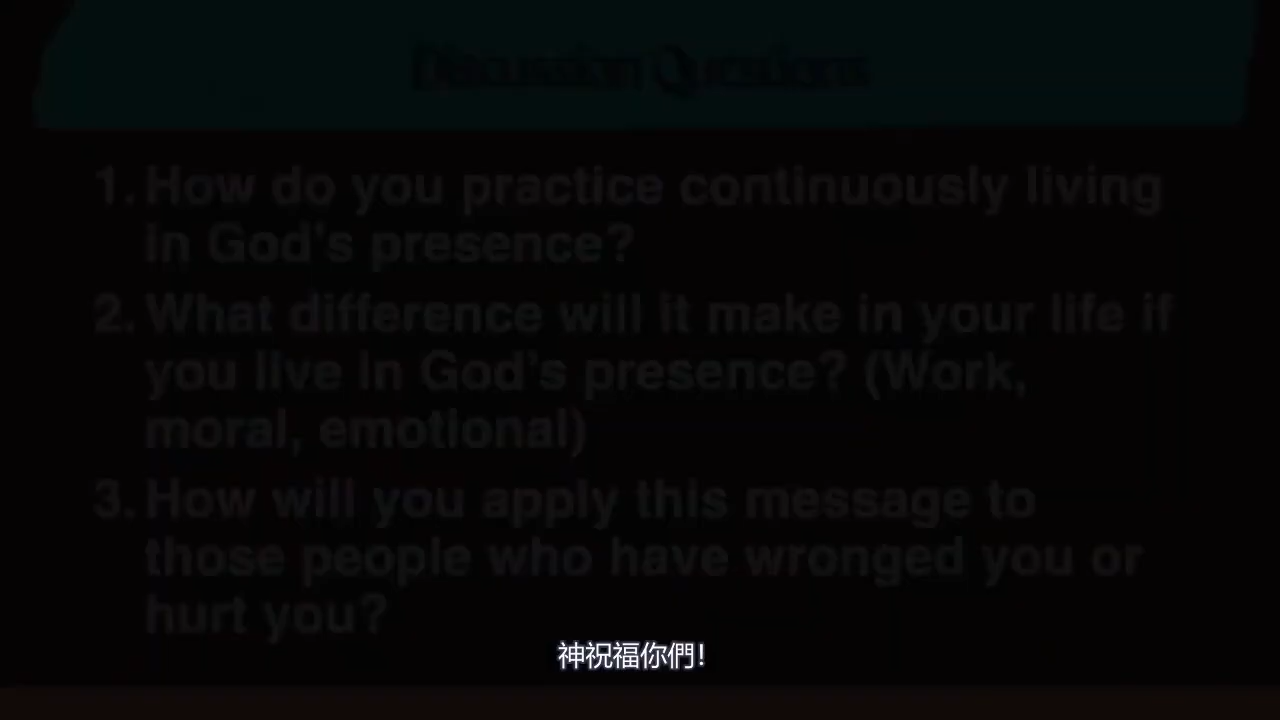 Discussion Questions
1. How do you practice continuously living
in God's presence?
2. What difference will it make in your life if
you live in God's presence? (Work,
moral, emotional)
3. How will you apply this message to
those people who have wronged you or
hurt you?
神祝福你們!